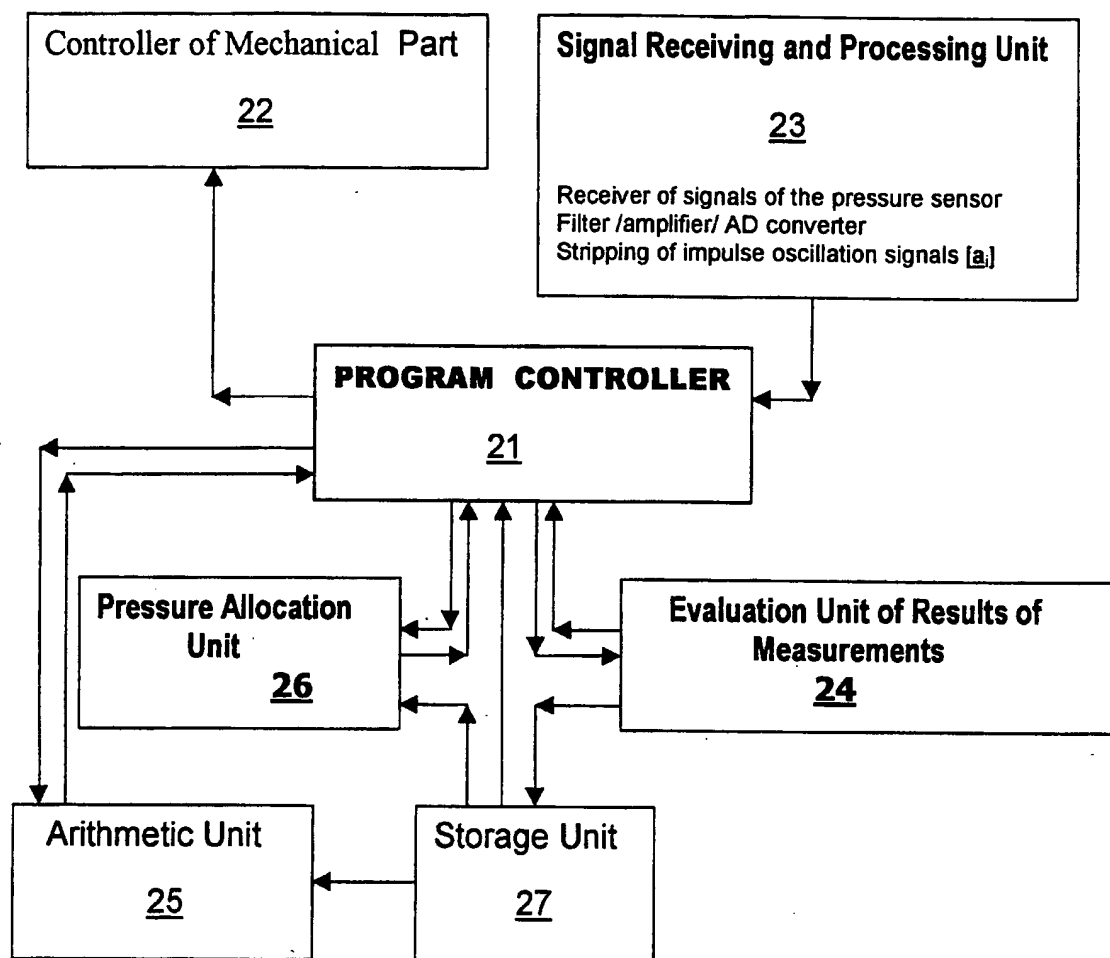 Controller of Mechanical Part
22
Signal Receiving and Processing Unit
23
Receiver of signals of the pressure sensor
Filter /amplifier/ AD converter
Stripping of impulse oscillation signals [ai]
PROGRAM CONTROLLER
21
Pressure Allocation
Unit
26
Evaluation Unit of Results of
Measurements
24
Arithmetic Unit
25
Storage Unit
27